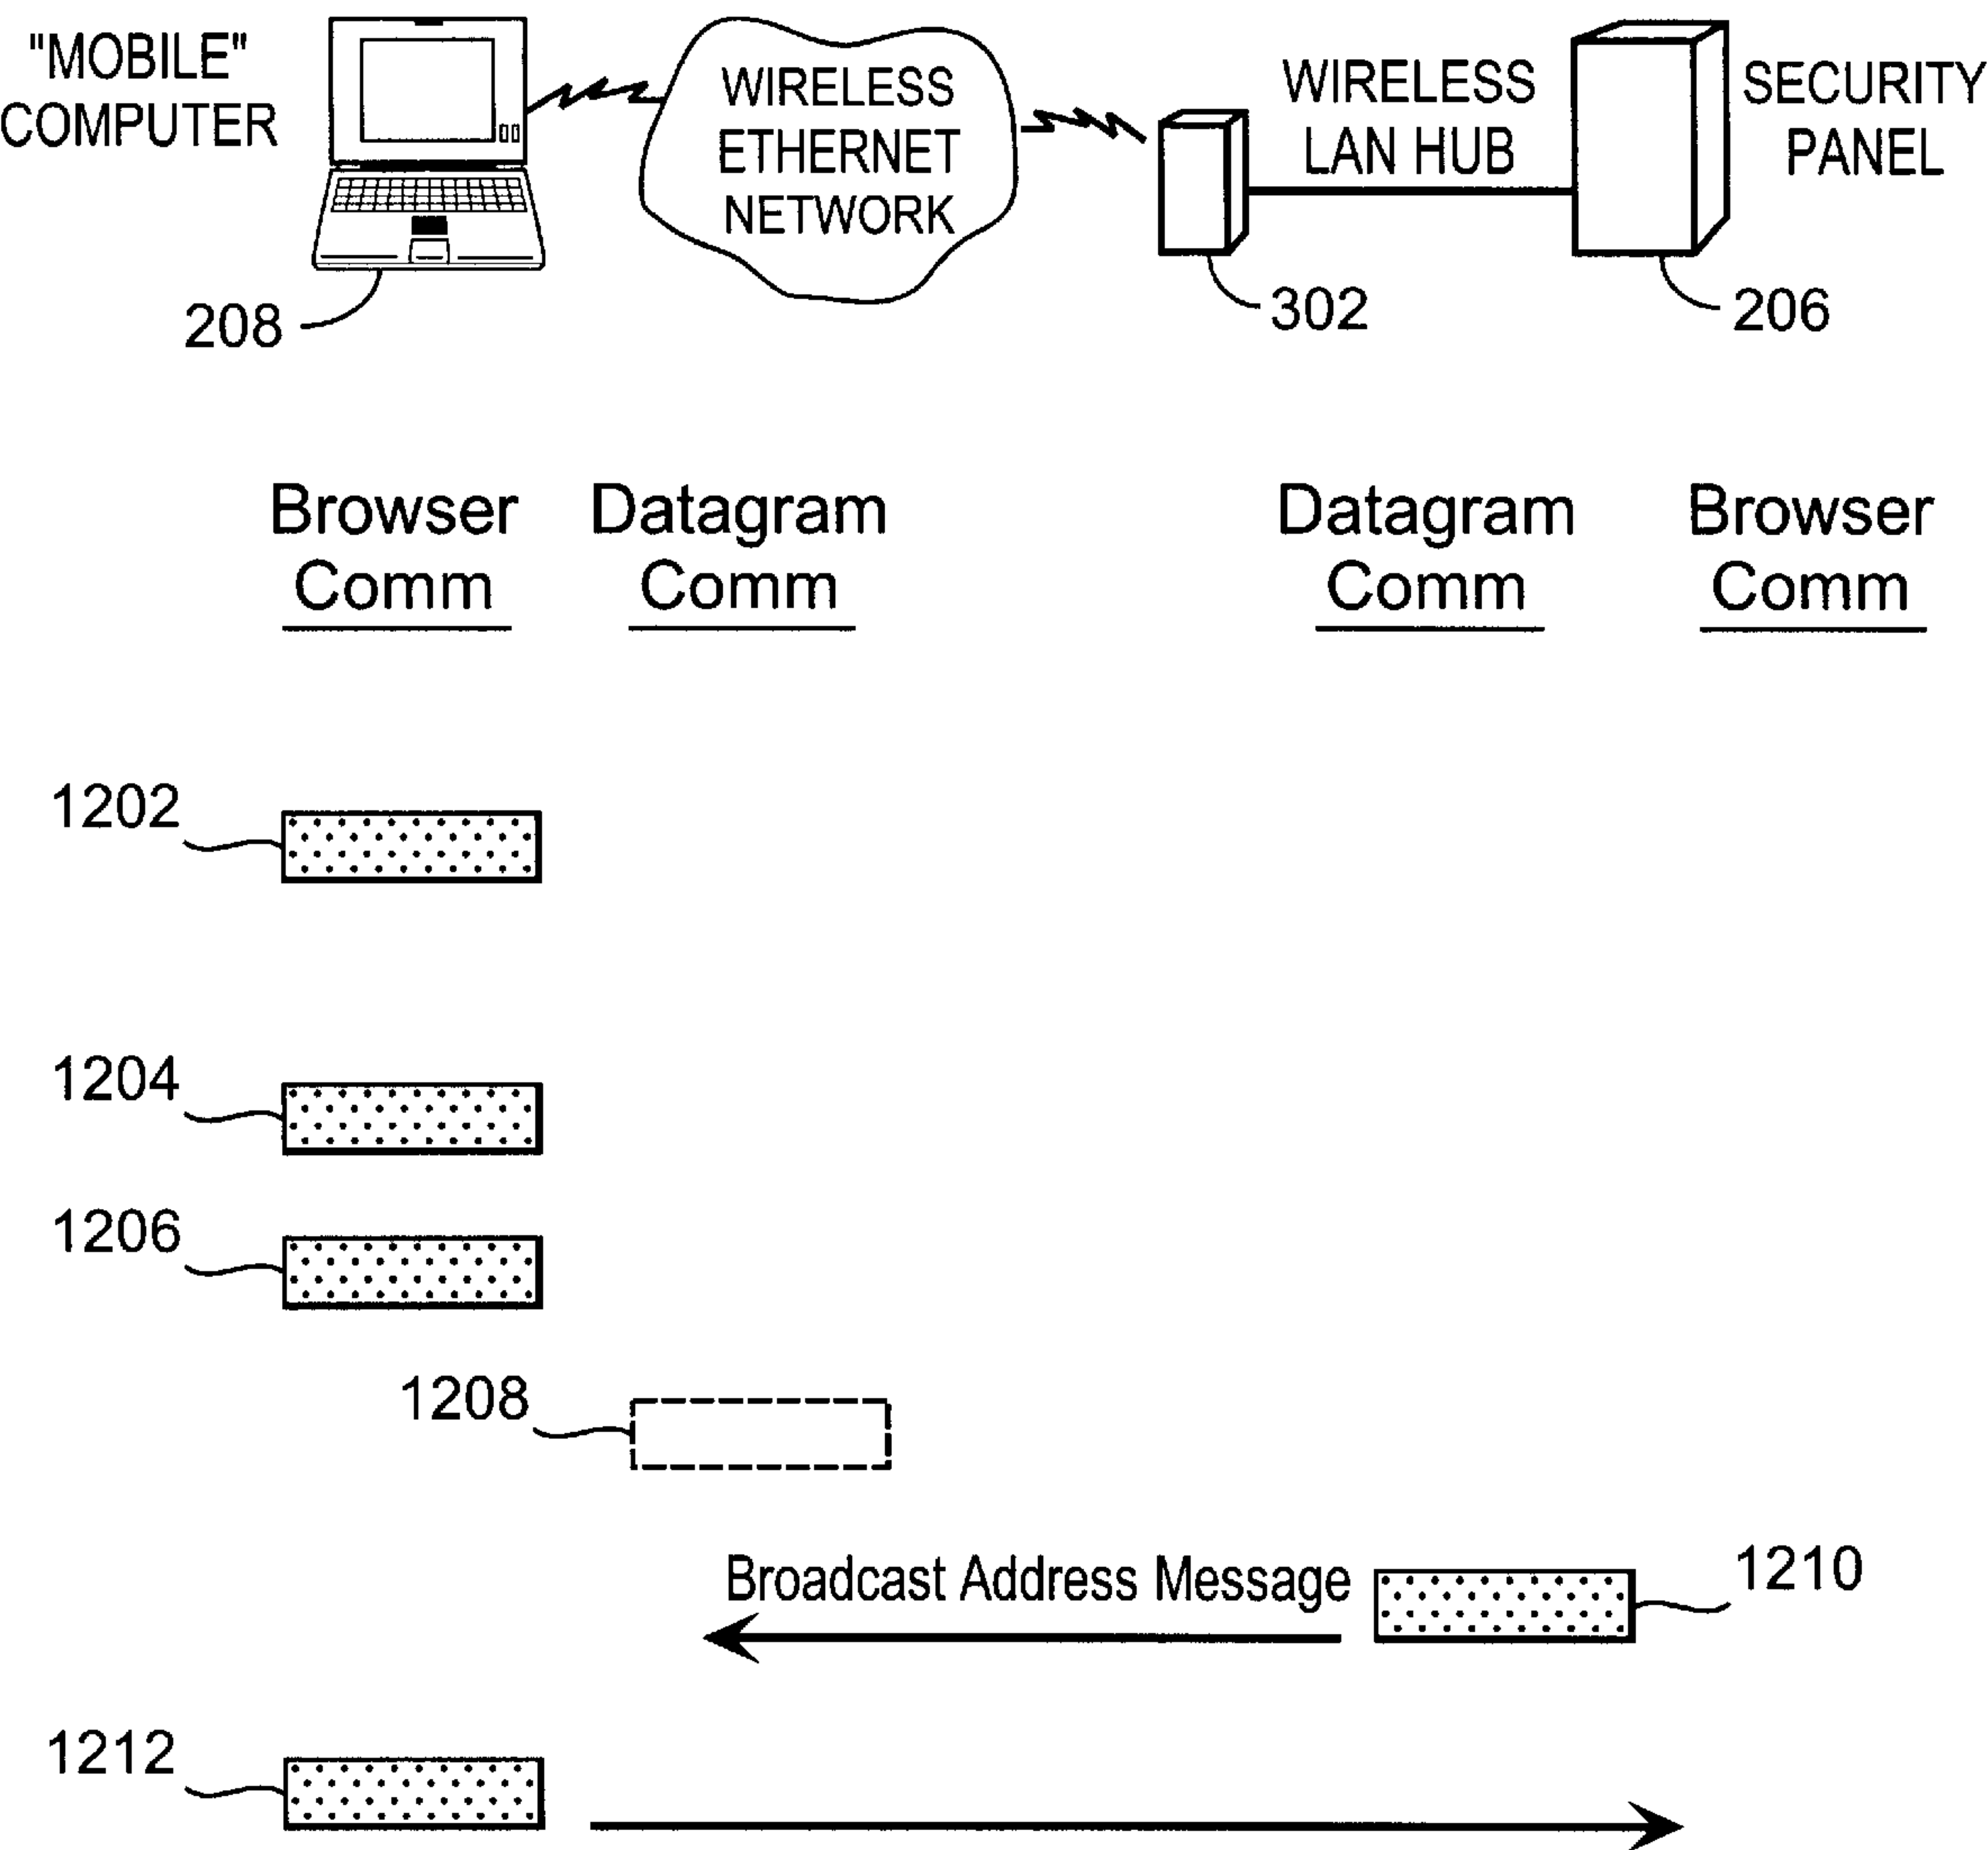 "MOBILE"
COMPUTER
WIRELESS
ETHERNET
NETWORK
WIRELESS
LAN HUB
SECURITY
PANEL
208
302
206
Browser
Comm
Datagram
Comm
Datagram
Comm
Browser
Comm
1202
1204
1206
1208
Broadcast Address Message
1210
1212